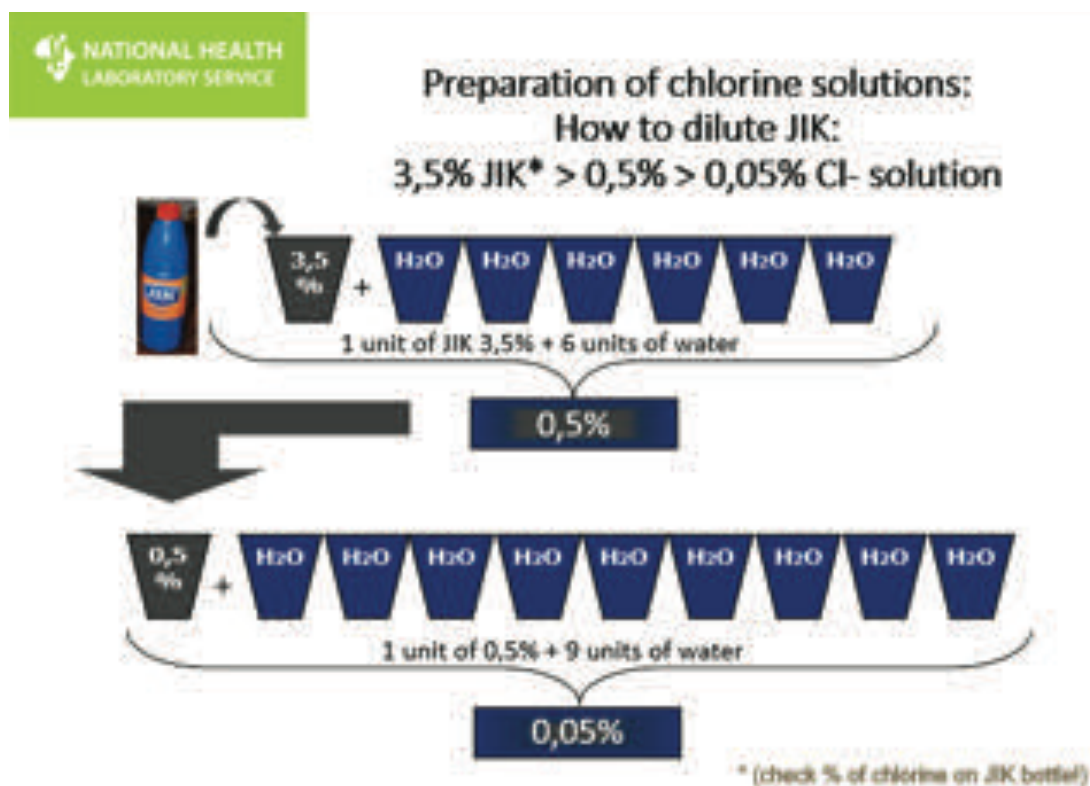 NATIONAL HEALTH
LABORATORY SERVICE
Preparation of chlorine solutions:
How to dilute JIK:
3,5% JIK* > 0,5% > 0,05% Cl- solution
JIK
3,5 % + H₂O H₂O H₂O H₂O H₂O H₂O
1 unit of JIK 3,5% + 6 units of water
0,5%
0,5 % + H₂O H₂O H₂O H₂O H₂O H₂O H₂O H₂O H₂O
1 unit of 0,5% + 9 units of water
0,05%
* (check % of chlorine on JIK bottle!)